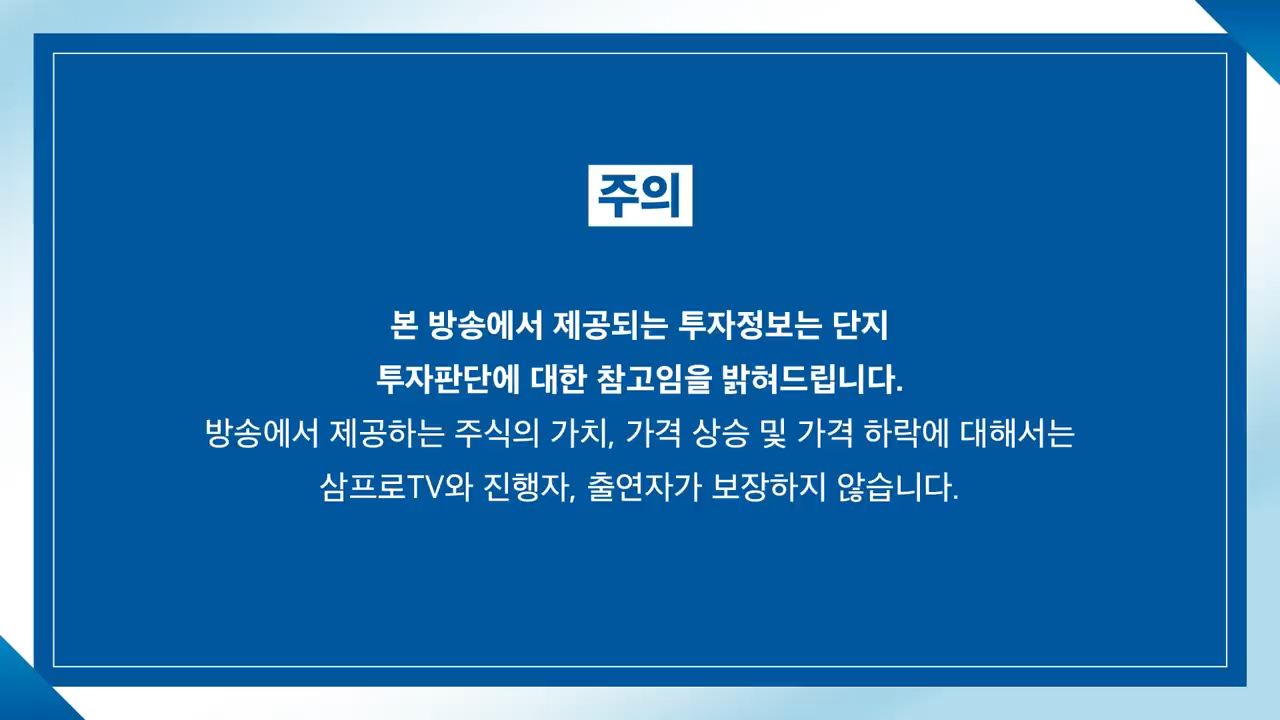 주의
본 방송에서 제공되는 투자정보는 단지
투자판단에 대한 참고임을 밝혀드립니다.
방송에서 제공하는 주식의 가치, 가격 상승 및 가격 하락에 대해서는
삼프로TV와 진행자, 출연자가 보장하지 않습니다.